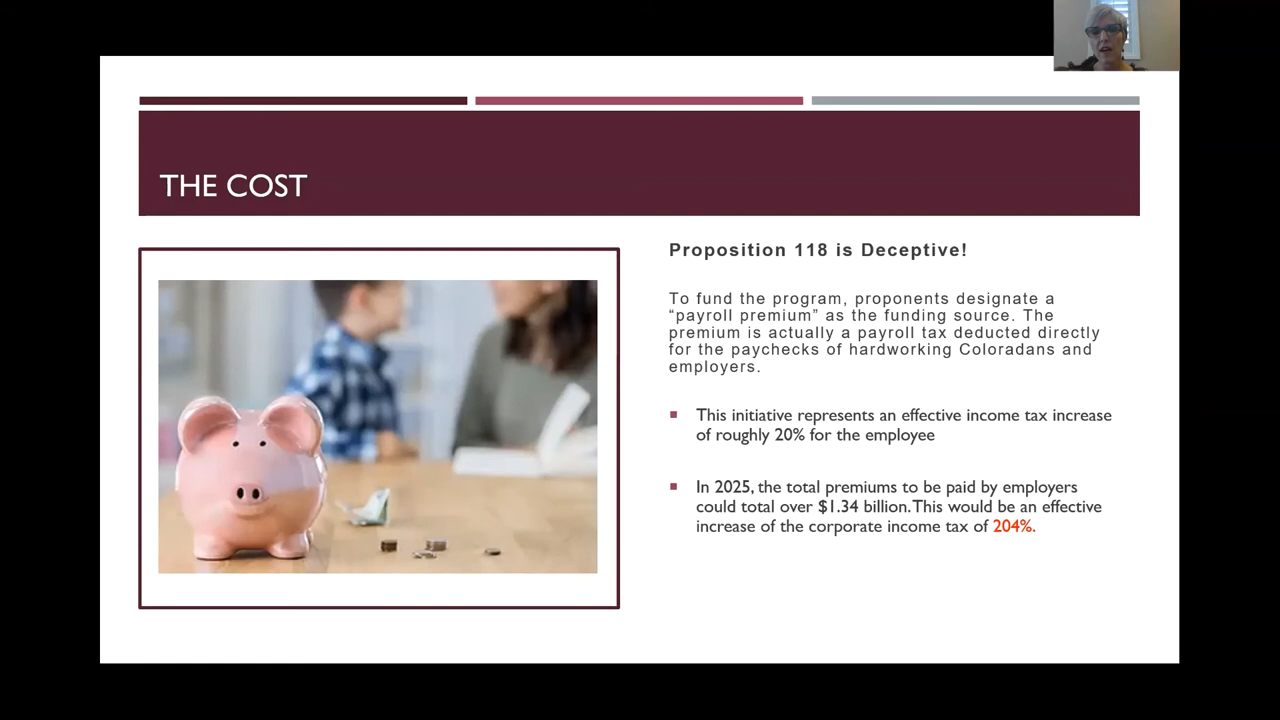 THE COST
Proposition 118 is Deceptive!
To fund the program, proponents designate a
“payroll premium” as the funding source. The
premium is actually a payroll tax deducted directly
for the paychecks of hardworking Coloradans and
employers.
This initiative represents an effective income tax increase
of roughly 20% for the employee
In 2025, the total premiums to be paid by employers
could total over $1.34 billion. This would be an effective
increase of the corporate income tax of 204%.